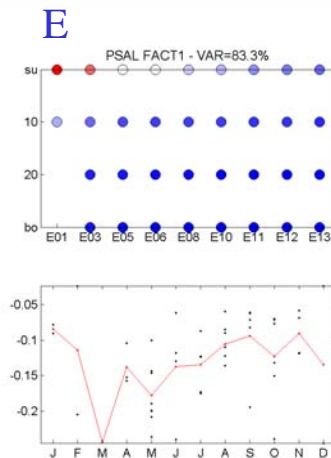 E
PSAL FACT1 - VAR=83.3%
su
10
20
bo
E01 E03 E05 E06 E08 E10 E11 E12 E13
-0.05
-0.1
-0.15
-0.2
J F M A M J J A S O N D